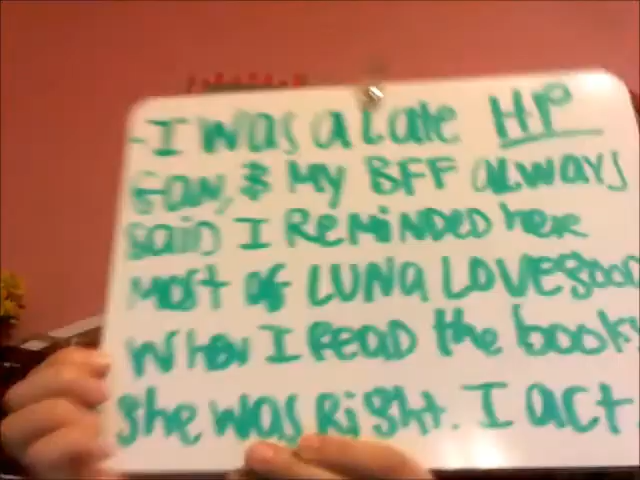 -I was a late HP
fan, & my BFF always
said I reminded here
most of Luna Lovegood
when I read the books
she was right. I act